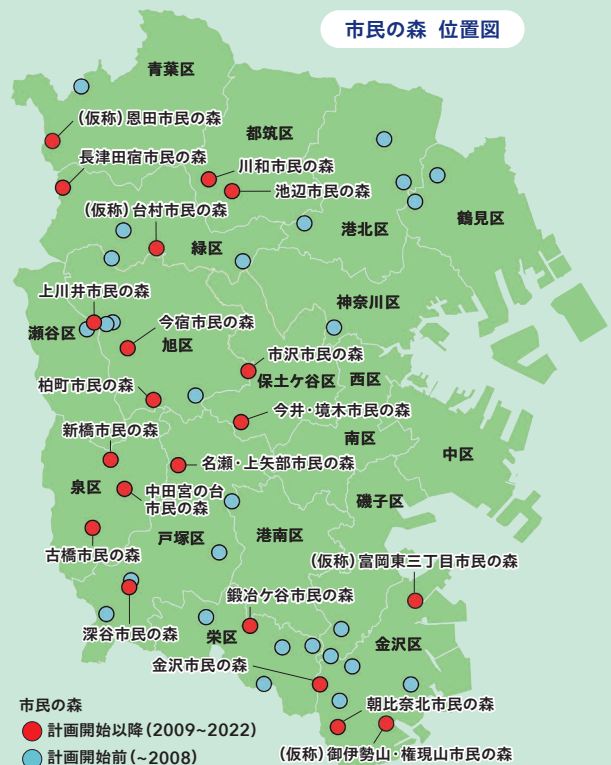 市民の森 位置図
青葉区
(仮称)恩田市民の森
都筑区
長津田宿市民の森
川和市民の森
池辺市民の森
(仮称)台村市民の森
鶴見区
港北区
緑区
上川井市民の森
神奈川区
瀬谷区
今宿市民の森
旭区
市沢市民の森
保土ケ谷区
西区
柏町市民の森
今井・境木市民の森
新橋市民の森
南区
中区
名瀬・上矢部市民の森
泉区
中田宮の台
市民の森
磯子区
戸塚区
港南区
古橋市民の森
(仮称)富岡東三丁目市民の森
鍛冶ケ谷市民の森
深谷市民の森
栄区
金沢区
金沢市民の森
朝比奈北市民の森
(仮称)御伊勢山・権現山市民の森
市民の森
計画開始以降(2009~2022)
計画開始前(~2008)